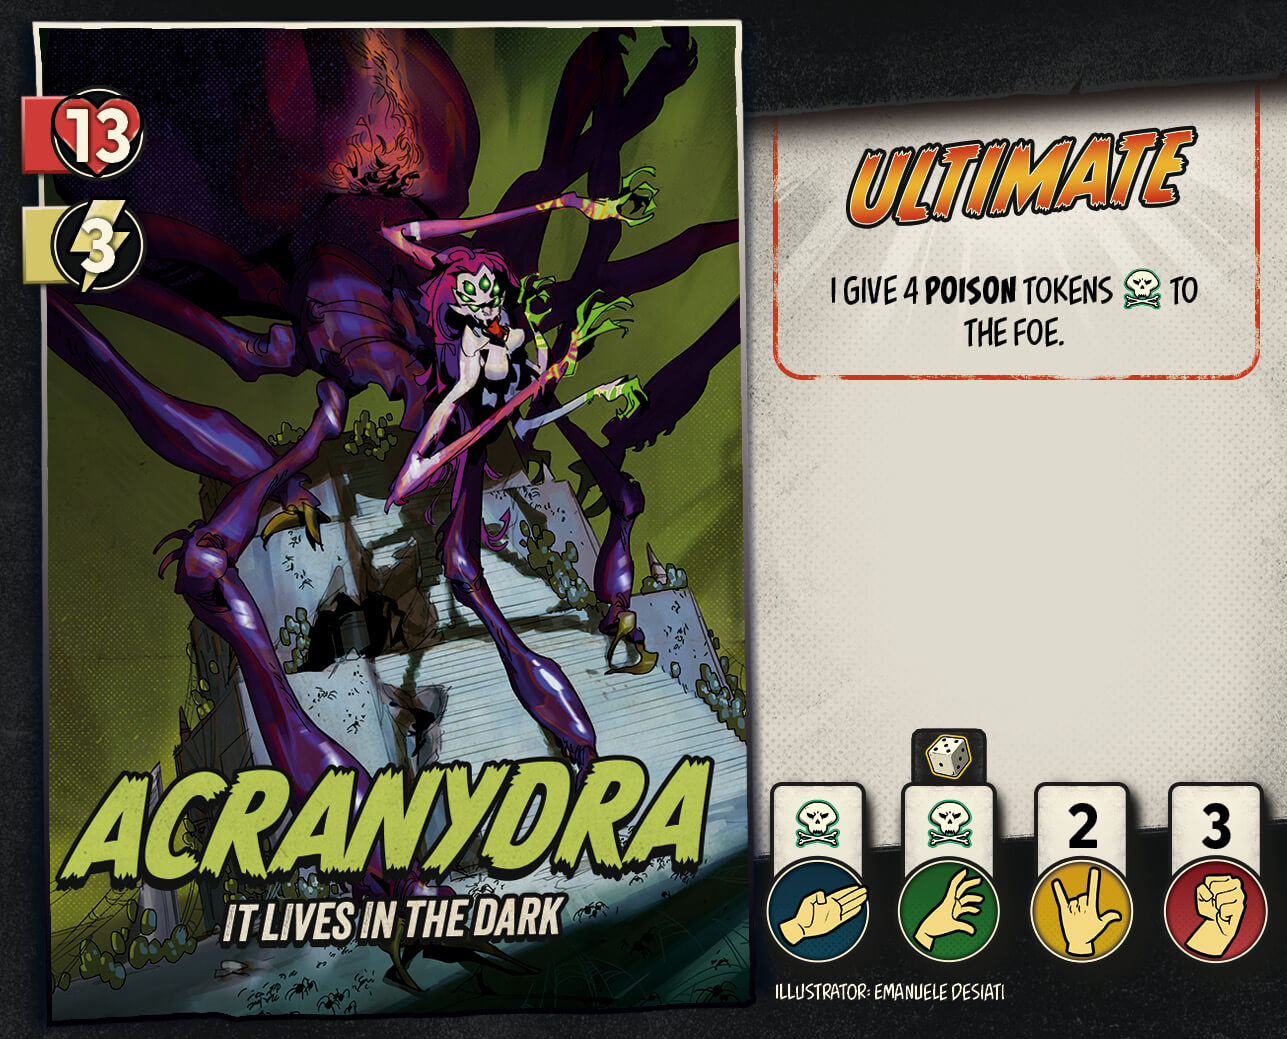 13
3
ULTIMATE
I GIVE 4 POISON TOKENS TO
THE FOE.
ACRANYDRA
IT LIVES IN THE DARK
2
3
ILLUSTRATOR: EMANUELE DESIATI